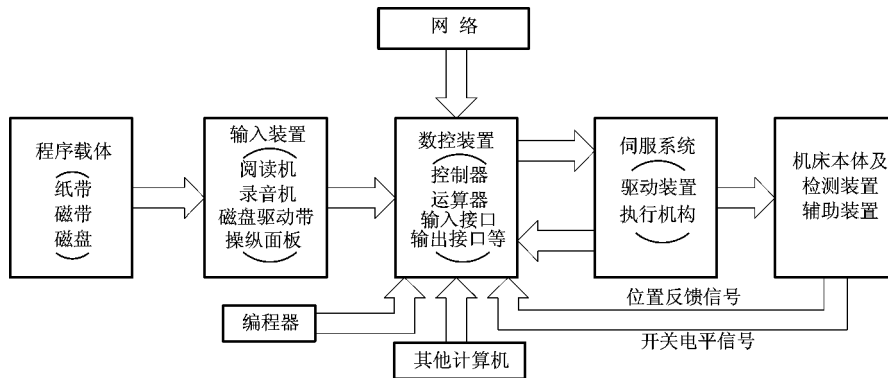 网 络
程序载体
纸带
磁带
磁盘
输入装置
阅读机
录音机
磁盘驱动带
操纵面板
数控装置
控制器
运算器
输入接口
输出接口等
伺服系统
驱动装置
执行机构
机床本体及
检测装置
辅助装置
位置反馈信号
开关电平信号
编程器
其他计算机